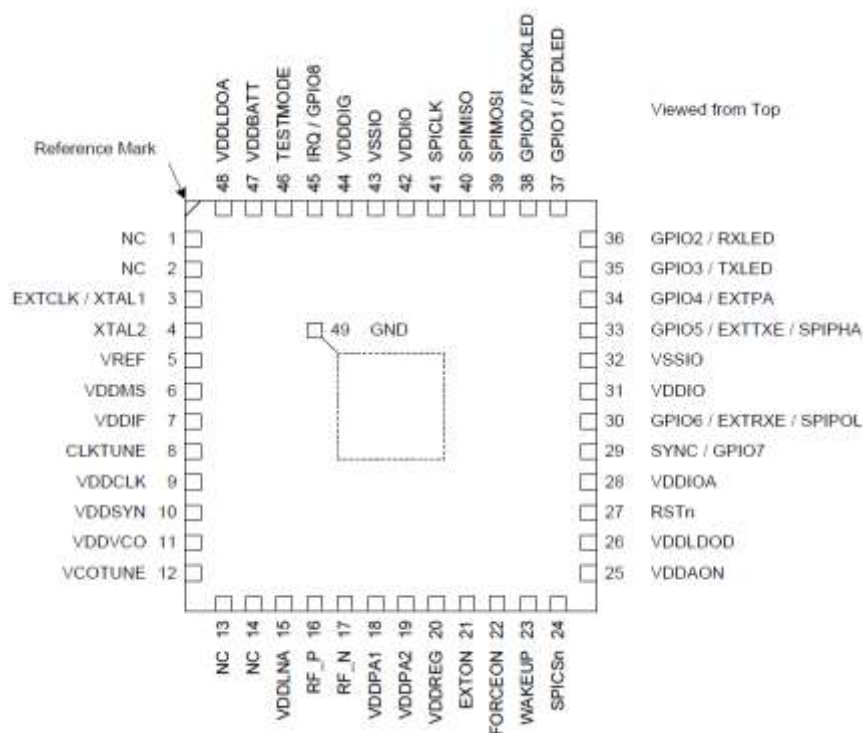 48 VDDLDOA
47 VDDBATT
46 TESTMODE
45 IRQ / GPIO8
44 VDDDIG
43 VSSIO
42 VDDIO
41 SPICLK
40 SPIMISO
39 SPIMOSI
38 GPIO0 / RXOKLED
37 GPIO1 / SFDLED
Viewed from Top
Reference Mark
NC 1
NC 2
EXTCLK / XTAL1 3
XTAL2 4
VREF 5
VDDMS 6
VDDIF 7
CLKTUNE 8
VDDCLK 9
VDDSYN 10
VDDVCO 11
VCOTUNE 12
49 GND
36 GPIO2 / RXLED
35 GPIO3 / TXLED
34 GPIO4 / EXTPA
33 GPIO5 / EXTTXE / SPIPHA
32 VSSIO
31 VDDIO
30 GPIO6 / EXTRXE / SPIPOL
29 SYNC / GPIO7
28 VDDIOA
27 RSTn
26 VDDLDOD
25 VDDAON
NC 13
NC 14
VDDLNA 15
RF_P 16
RF_N 17
VDDPA1 18
VDDPA2 19
VDDREG 20
EXTON 21
FORCEON 22
WAKEUP 23
SPICSn 24